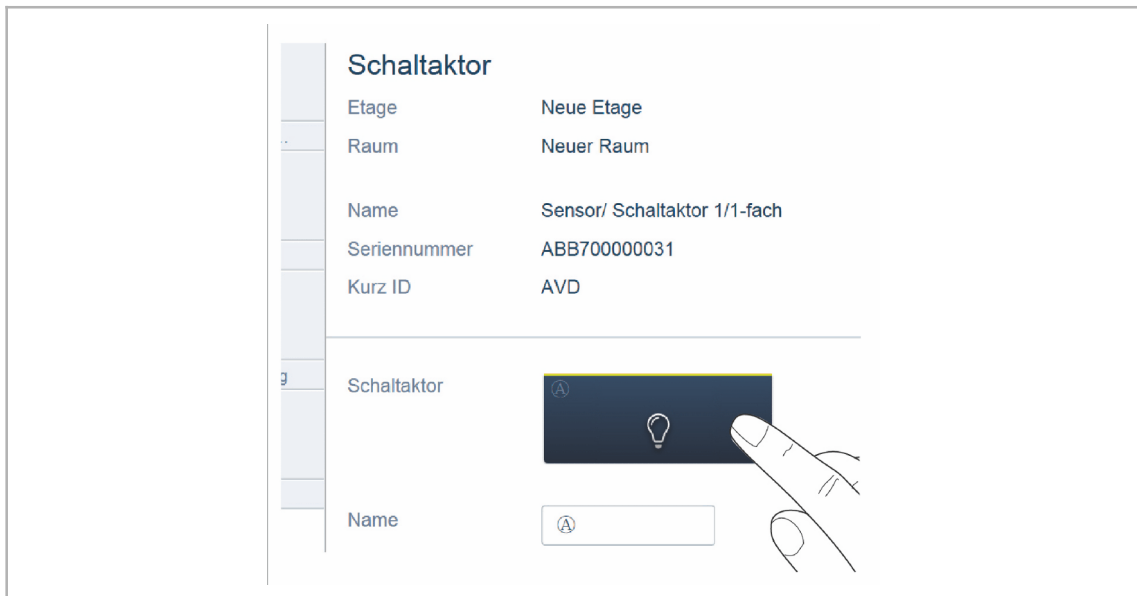 Schaltaktor
Etage Neue Etage
..
Raum Neuer Raum
Name Sensor/ Schaltaktor 1/1-fach
Seriennummer ABB700000031
Kurz ID AVD
g
Schaltaktor Ⓐ
Name Ⓐ